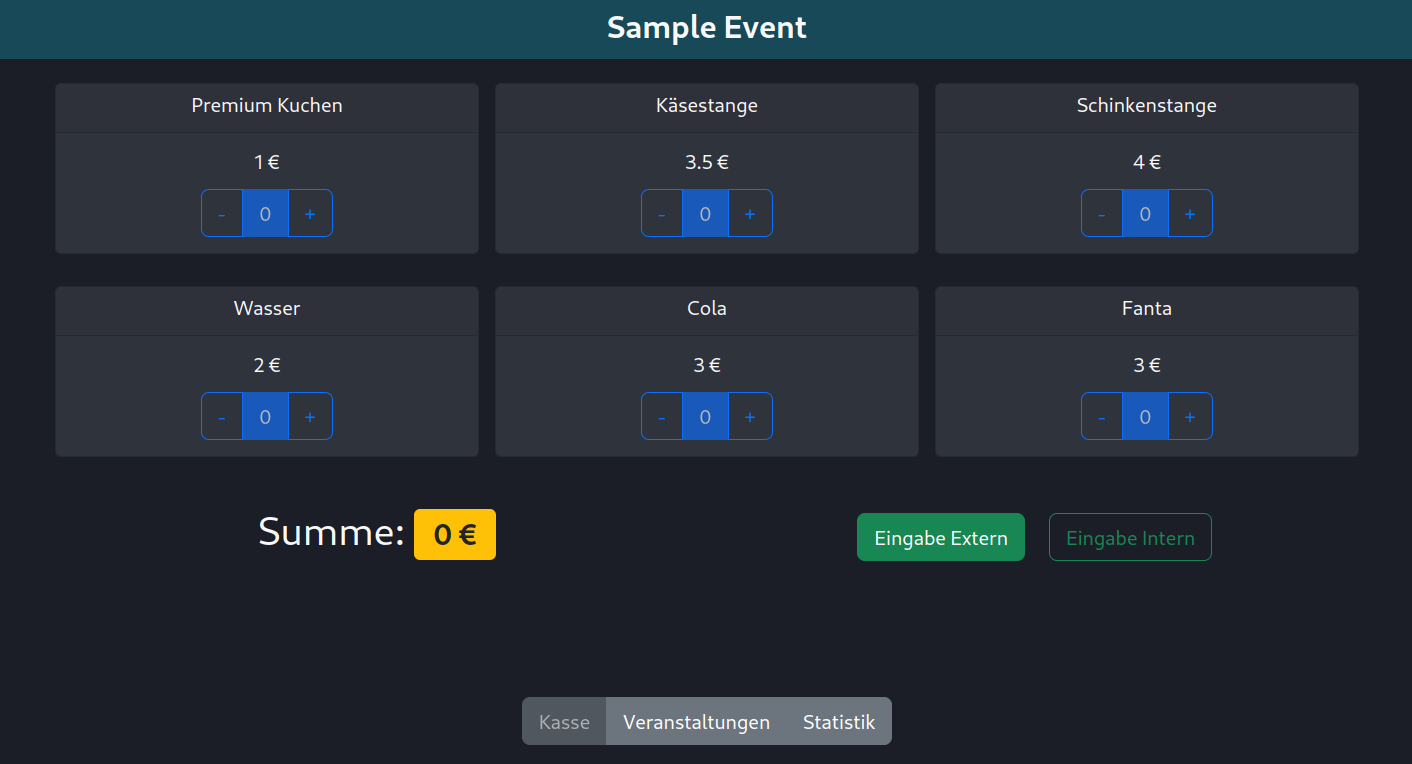 Sample Event
Premium Kuchen
Käsestange
Schinkenstange
1 €
3.5 €
4 €
- 0 +
- 0 +
- 0 +
Wasser
Cola
Fanta
2 €
3 €
3 €
- 0 +
- 0 +
- 0 +
Summe: 0 €
Eingabe Extern
Eingabe Intern
Kasse
Veranstaltungen
Statistik